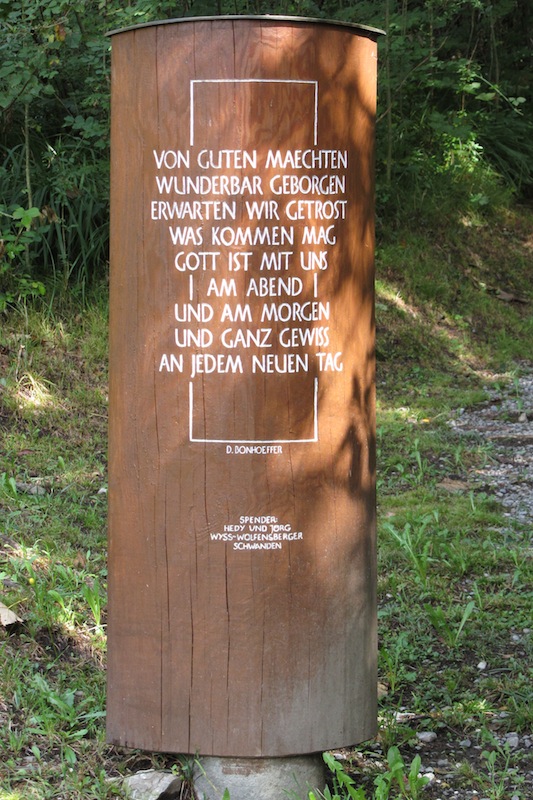 VON GUTEN MAECHTEN
WUNDERBAR GEBORGEN
ERWARTEN WIR GETROST
WAS KOMMEN MAG
GOTT IST MIT UNS
AM ABEND
UND AM MORGEN
UND GANZ GEWISS
AN JEDEM NEUEN TAG
D. BONHOEFFER
SPENDER:
HEDY UND JÖRG
WYSS-WOLFENSBERGER
SCHWANDEN